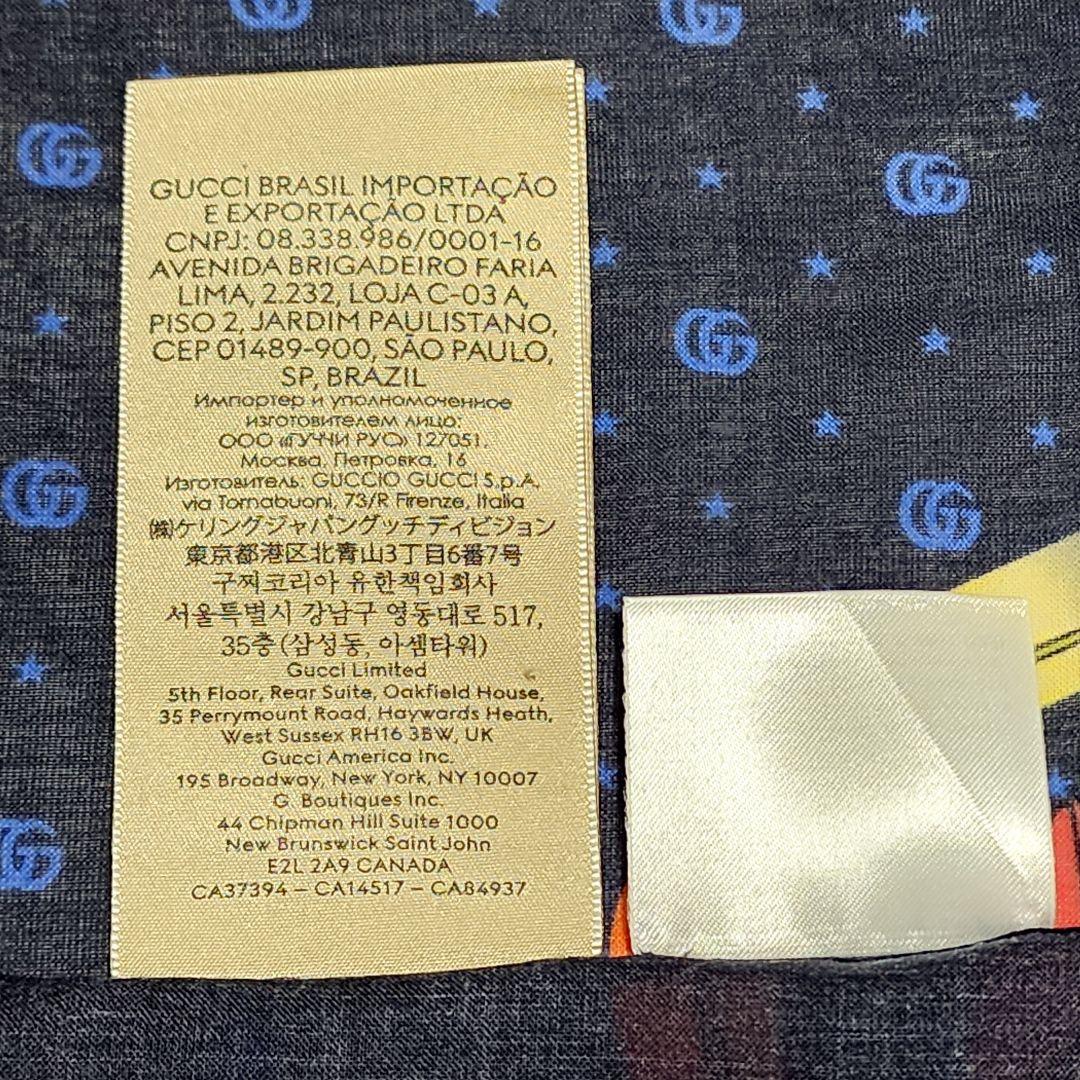 GUCCI BRASIL IMPORTAÇÃO
E EXPORTAÇÃO LTDA
CNPJ: 08.338.986/0001-16
AVENIDA BRIGADEIRO FARIA
LIMA, 2.232, LOJA C-03 A,
PISO 2, JARDIM PAULISTANO,
CEP 01489-900, SÃO PAULO,
SP, BRAZIL
Импортер и уполномоченное
изготовителем лицо:
ООО «ГУЧЧИ РУС» 127051.
Москва, Петровка, 16
Изготовитель: GUCCIO GUCCI S.p.A.
via Tornabuoni, 73/R Firenze, Italia
㈱ケリングジャパングッチディビジョン
東京都港区北青山3丁目6番7号
구찌코리아 유한책임회사
서울특별시 강남구 영동대로 517,
35층(삼성동, 아셈타워)
Gucci Limited
5th Floor, Rear Suite, Oakfield House,
35 Perrymount Road, Haywards Heath,
West Sussex RH16 3BW, UK
Gucci America Inc.
195 Broadway, New York, NY 10007
G. Boutiques Inc.
44 Chipman Hill Suite 1000
New Brunswick Saint John
E2L 2A9 CANADA
CA37394 – CA14517 – CA84937